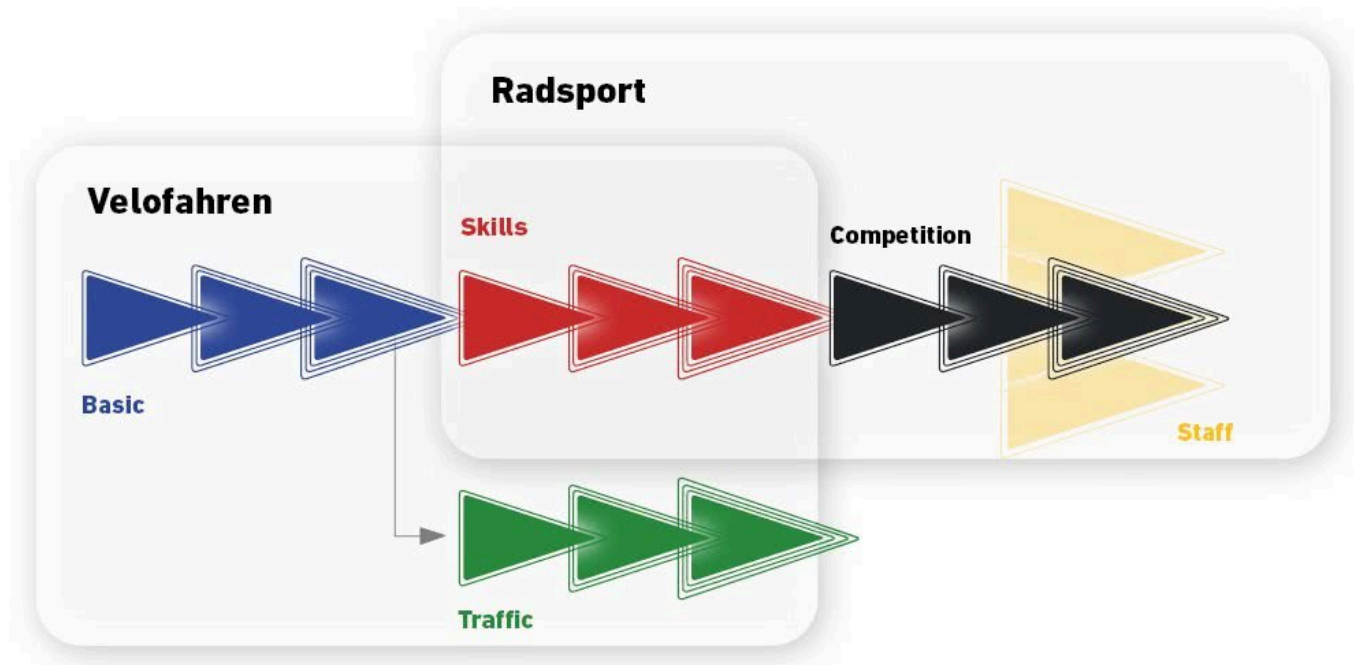 Radsport
Velofahren
Skills
Competition
Basic
Staff
Traffic